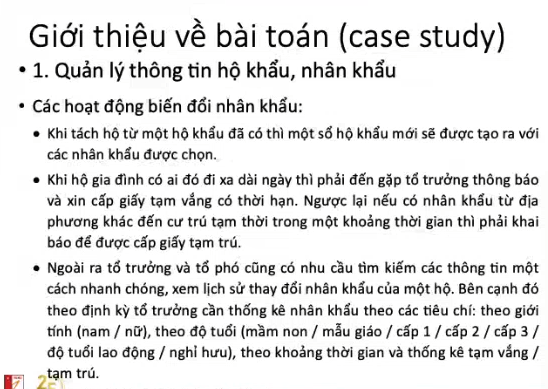 Giới thiệu về bài toán (case study)
• 1. Quản lý thông tin hộ khẩu, nhân khẩu
• Các hoạt động biến đổi nhân khẩu:
• Khi tách hộ từ một hộ khẩu đã có thì một sổ hộ khẩu mới sẽ được tạo ra với
các nhân khẩu được chọn.
• Khi hộ gia đình có ai đó đi xa dài ngày thì phải đến gặp tổ trưởng thông báo
và xin cấp giấy tạm vắng có thời hạn. Ngược lại nếu có nhân khẩu từ địa
phương khác đến cư trú tạm thời trong một khoảng thời gian thì phải khai
báo để được cấp giấy tạm trú.
• Ngoài ra tổ trưởng và tổ phó cũng có nhu cầu tìm kiếm các thông tin một
cách nhanh chóng, xem lịch sử thay đổi nhân khẩu của một hộ. Bên cạnh đó
theo định kỳ tổ trưởng cần thống kê nhân khẩu theo các tiêu chí: theo giới
tính (nam / nữ), theo độ tuổi (mầm non / mẫu giáo / cấp 1 / cấp 2 / cấp 3 /
độ tuổi lao động / nghỉ hưu), theo khoảng thời gian và thống kê tạm vắng /
tạm trú.